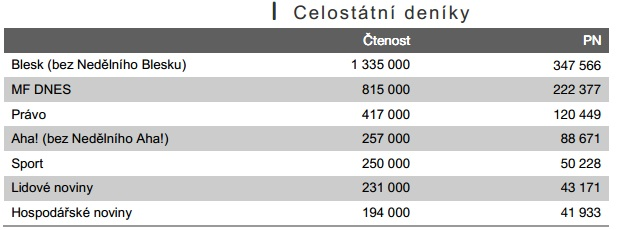 Celostátní deníky
Čtenost PN
Blesk (bez Nedělního Blesku) 1 335 000 347 566
MF DNES 815 000 222 377
Právo 417 000 120 449
Aha! (bez Nedělního Aha!) 257 000 88 671
Sport 250 000 50 228
Lidové noviny 231 000 43 171
Hospodářské noviny 194 000 41 933